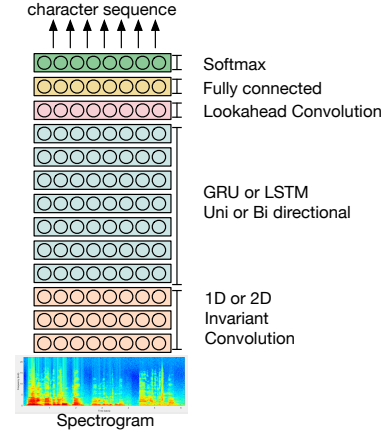 character sequence
Softmax
Fully connected
Lookahead Convolution
GRU or LSTM
Uni or Bi directional
1D or 2D
Invariant
Convolution
Spectrogram